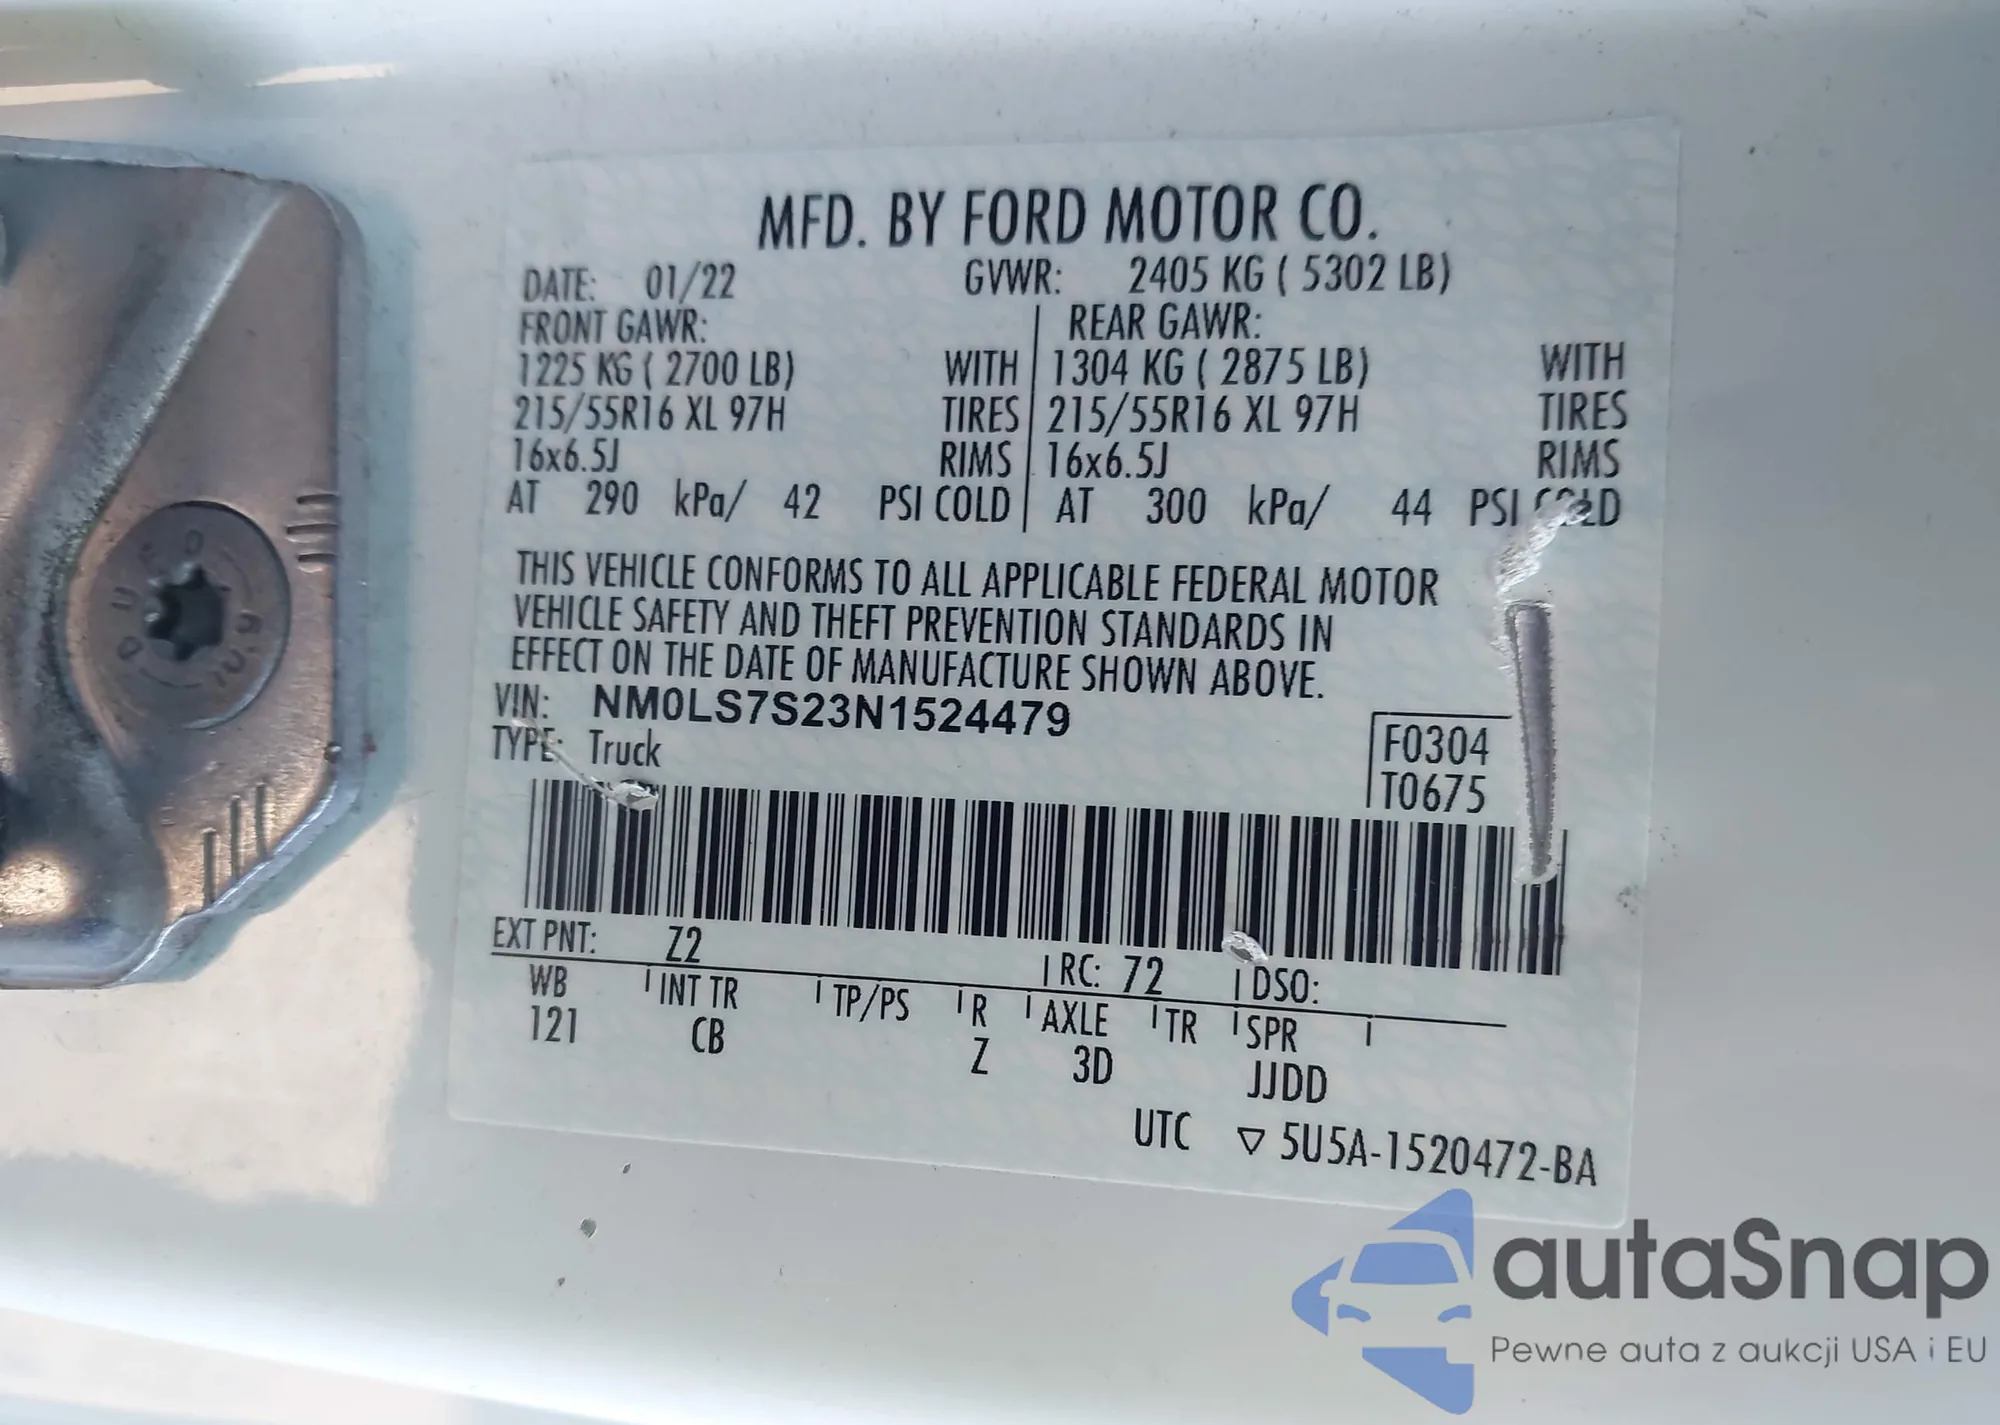 MFD. BY FORD MOTOR CO.
DATE: 01/22 GVWR: 2405 KG ( 5302 LB)
FRONT GAWR: REAR GAWR:
1225 KG ( 2700 LB) WITH 1304 KG ( 2875 LB) WITH
215/55R16 XL 97H TIRES 215/55R16 XL 97H TIRES
16x6.5J RIMS 16x6.5J RIMS
AT 290 kPa/ 42 PSI COLD AT 300 kPa/ 44 PSI COLD
THIS VEHICLE CONFORMS TO ALL APPLICABLE FEDERAL MOTOR
VEHICLE SAFETY AND THEFT PREVENTION STANDARDS IN
EFFECT ON THE DATE OF MANUFACTURE SHOWN ABOVE.
VIN: NM0LS7S23N1524479
TYPE: Truck
F0304
T0675
EXT PNT: Z2 RC: 72 DSO:
WB INT TR TP/PS R AXLE TR SPR
121 CB Z 3D JJDD
UTC ▽ 5U5A-1520472-BA
autaSnap
Pewne auta z aukcji USA i EU